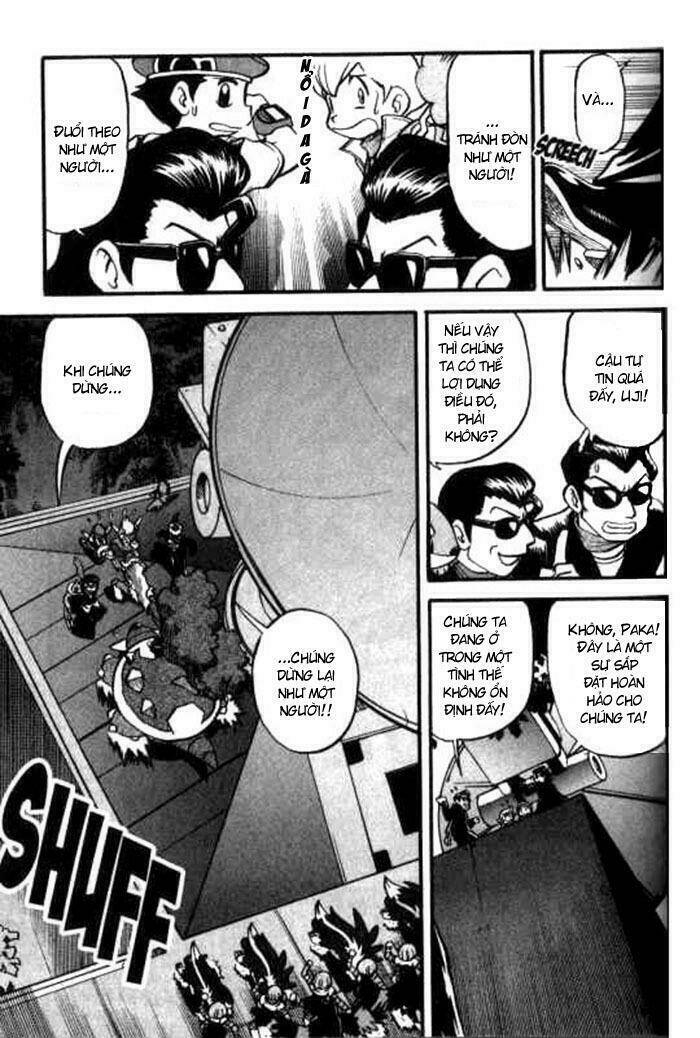 VÀ...
SCREECH
...
TRÁNH ĐÒN
NHƯ MỘT
NGƯỜI!
NỔI DA GÀ
ĐUỔI THEO
NHƯ MỘT
NGƯỜI...
CẬU TỰ
TIN QUÁ
ĐẤY, UJI!
NẾU VẬY
THÌ CHÚNG
TA CÓ THỂ
LỢI DỤNG
ĐIỀU ĐÓ,
PHẢI
KHÔNG?
KHÔNG, PAKA!
ĐÂY LÀ MỘT
SỰ SẮP
ĐẶT HOÀN
HẢO CHO
CHÚNG TA!
CHÚNG TA
ĐANG Ở
TRONG MỘT
TÌNH THẾ
KHÔNG ỔN
ĐỊNH ĐẤY!
KHI CHÚNG
DỪNG...
...CHÚNG
DỪNG LẠI
NHƯ MỘT
NGƯỜI!!
SHUFF